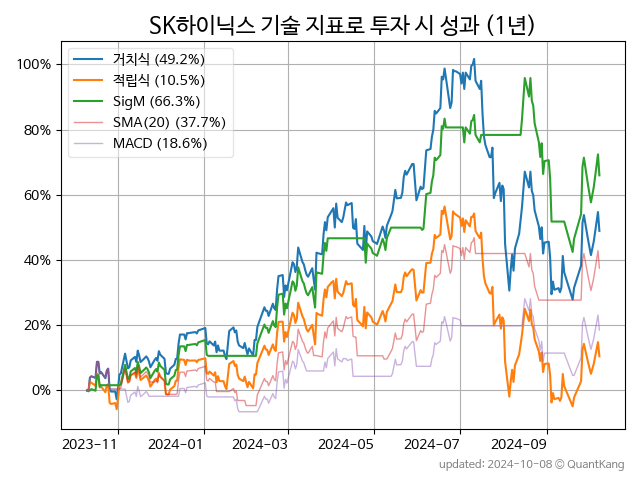 SK하이닉스 기술 지표로 투자 시 성과 (1년)
100%
80%
60%
40%
20%
0%
거치식 (49.2%)
적립식 (10.5%)
SigM (66.3%)
SMA(20) (37.7%)
MACD (18.6%)
2023-11
2024-01
2024-03
2024-05
2024-07
2024-09
updated: 2024-10-08 © QuantKang